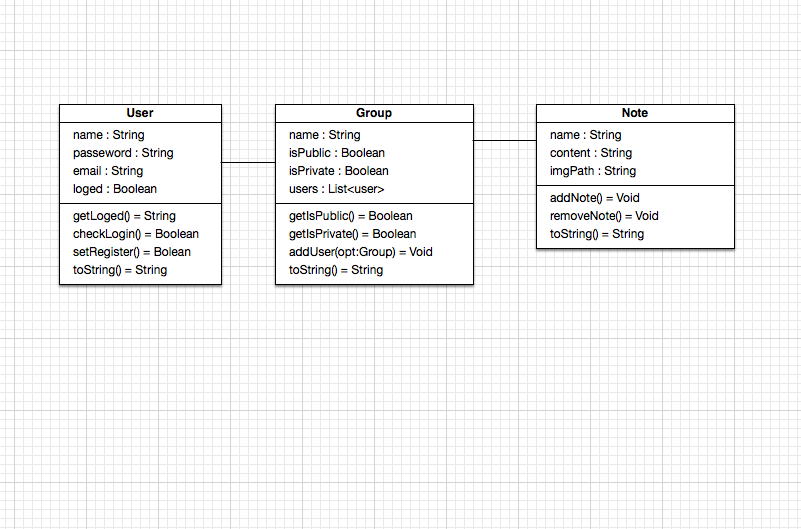 User
name : String
passeword : String
email : String
loged : Boolean
getLoged() = String
checkLogin() = Boolean
setRegister() = Bolean
toString() = String
Group
name : String
isPublic : Boolean
isPrivate : Boolean
users : List<user>
getIsPublic() = Boolean
getIsPrivate() = Boolean
addUser(opt:Group) = Void
toString() = String
Note
name : String
content : String
imgPath : String
addNote() = Void
removeNote() = Void
toString() = String